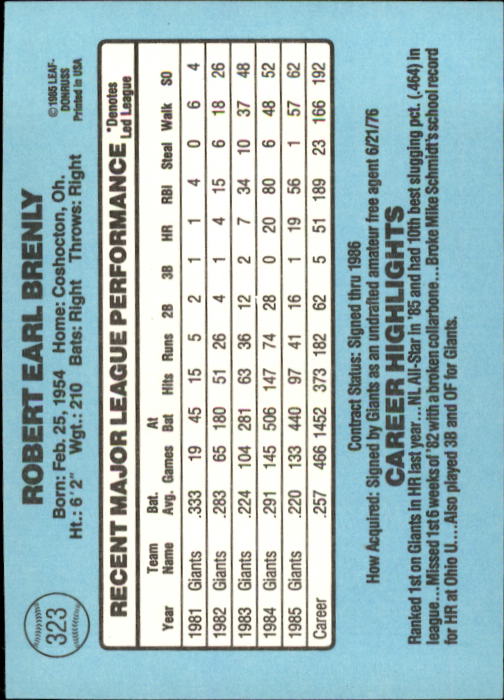 323
ROBERT EARL BRENLY
©1985 LEAF-
DONRUSS
Printed in USA
Born: Feb. 25, 1954 Home: Coshocton, Oh.
Ht.: 6'2" Wgt.: 210 Bats: Right Throws: Right
RECENT MAJOR LEAGUE PERFORMANCE *Denotes Led League
Year Team Name Bat. Avg. Games At Bat Hits Runs 2B 3B HR RBI Steal Walk SO
1981 Giants .333 19 45 15 5 2 1 1 4 0 6 4
1982 Giants .283 65 180 51 26 4 1 4 15 6 18 26
1983 Giants .224 104 281 63 36 12 2 7 34 10 37 48
1984 Giants .291 145 506 147 74 28 0 20 80 6 48 52
1985 Giants .220 133 440 97 41 16 1 19 56 1 57 62
Career .257 466 1452 373 182 62 5 51 189 23 166 192
Contract Status: Signed thru 1986
How Acquired: Signed by Giants as an undrafted amateur free agent 6/21/76
CAREER HIGHLIGHTS
Ranked 1st on Giants in HR last year...NL All-Star in '85 and had 10th best slugging pct. (.464) in
league...Missed 1st 6 weeks of '82 with a broken collarbone...Broke Mike Schmidt's school record
for HR at Ohio U....Also played 3B and OF for Giants.